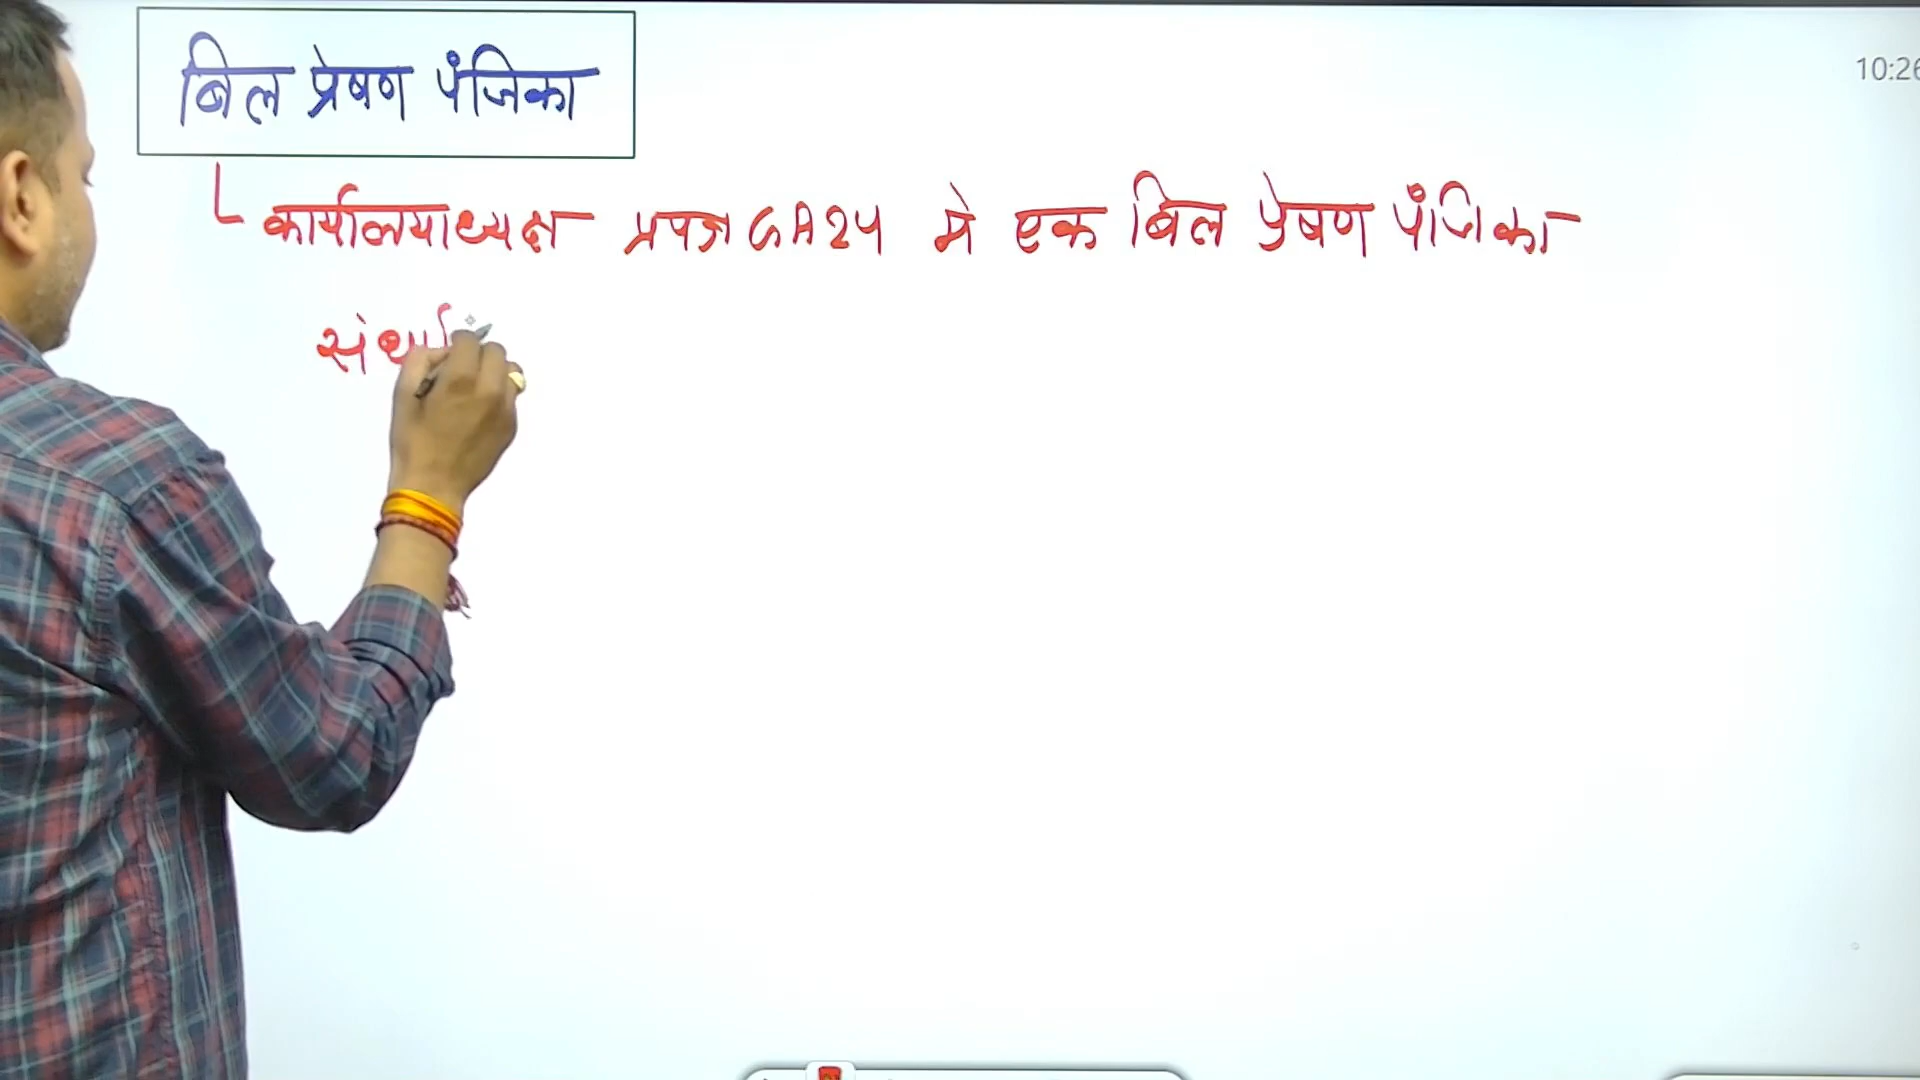 बिल प्रेषण पंजिका
10:26
कार्यालयाध्यक्ष प्रपत्र GA24 मे एक बिल प्रेषण पंजिका